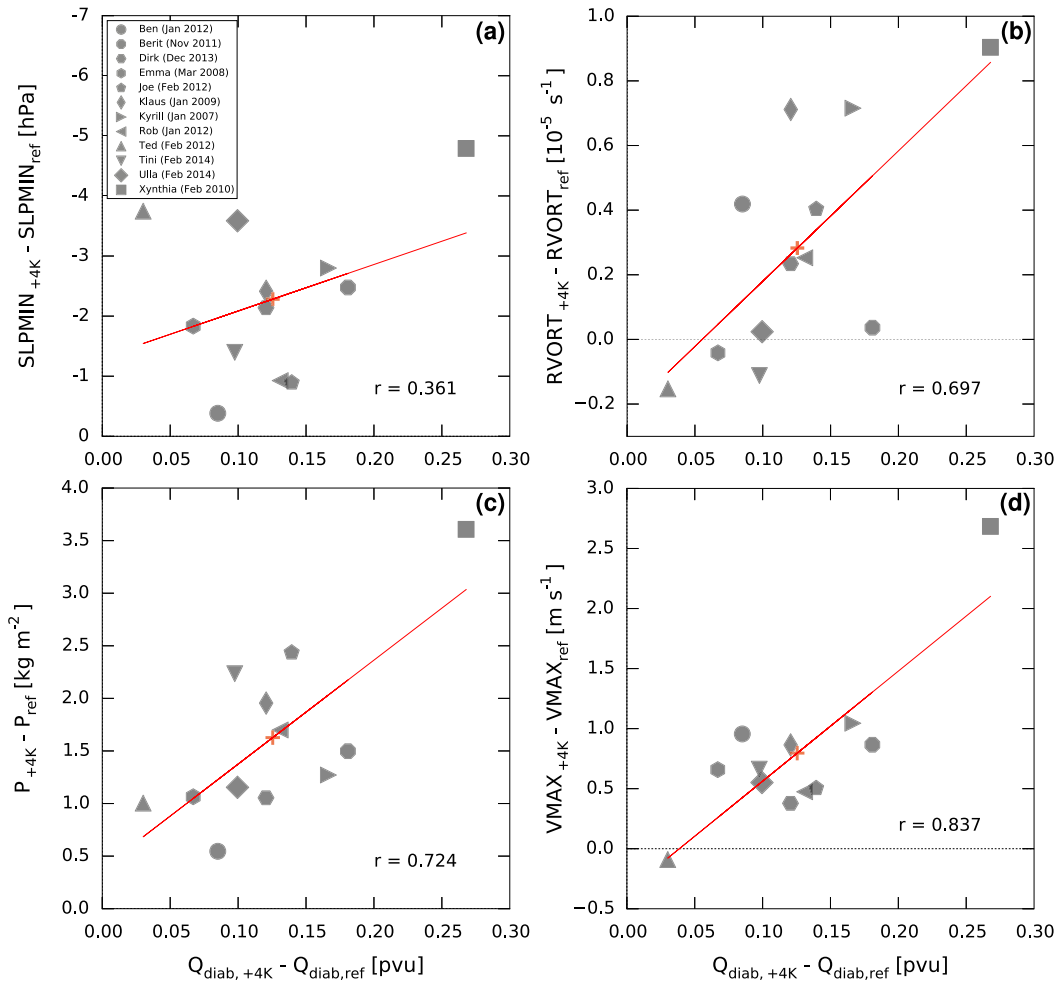 (a)
SLPMIN+4K - SLPMINref [hPa]
-7
-6
-5
-4
-3
-2
-1
0
Ben (Jan 2012)
Berit (Nov 2011)
Dirk (Dec 2013)
Emma (Mar 2008)
Joe (Feb 2012)
Klaus (Jan 2009)
Kyrill (Jan 2007)
Rob (Jan 2012)
Ted (Feb 2012)
Tini (Feb 2014)
Ulla (Feb 2014)
Xynthia (Feb 2010)
r = 0.361
0.00 0.05 0.10 0.15 0.20 0.25 0.30
(b)
RVORT+4K - RVORTref [10-5 s-1]
1.0
0.8
0.6
0.4
0.2
0.0
−0.2
r = 0.697
0.00 0.05 0.10 0.15 0.20 0.25 0.30
(c)
P+4K - Pref [kg m-2]
4.0
3.5
3.0
2.5
2.0
1.5
1.0
0.5
0.0
r = 0.724
0.00 0.05 0.10 0.15 0.20 0.25 0.30
Qdiab, +4K - Qdiab,ref [pvu]
(d)
VMAX+4K - VMAXref [m s-1]
3.0
2.5
2.0
1.5
1.0
0.5
0.0
−0.5
r = 0.837
0.00 0.05 0.10 0.15 0.20 0.25 0.30
Qdiab, +4K - Qdiab,ref [pvu]